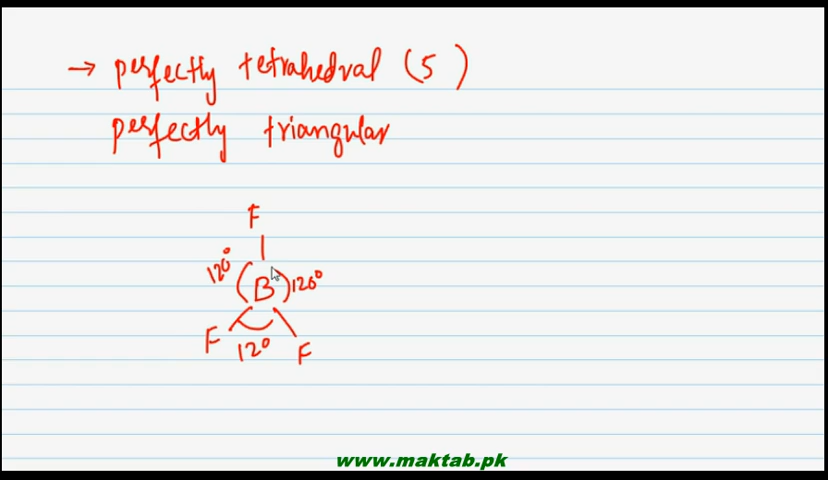 → perfectly tetrahedral (5)
perfectly triangular
F
120° B 120°
F 120 F
www.maktab.pk